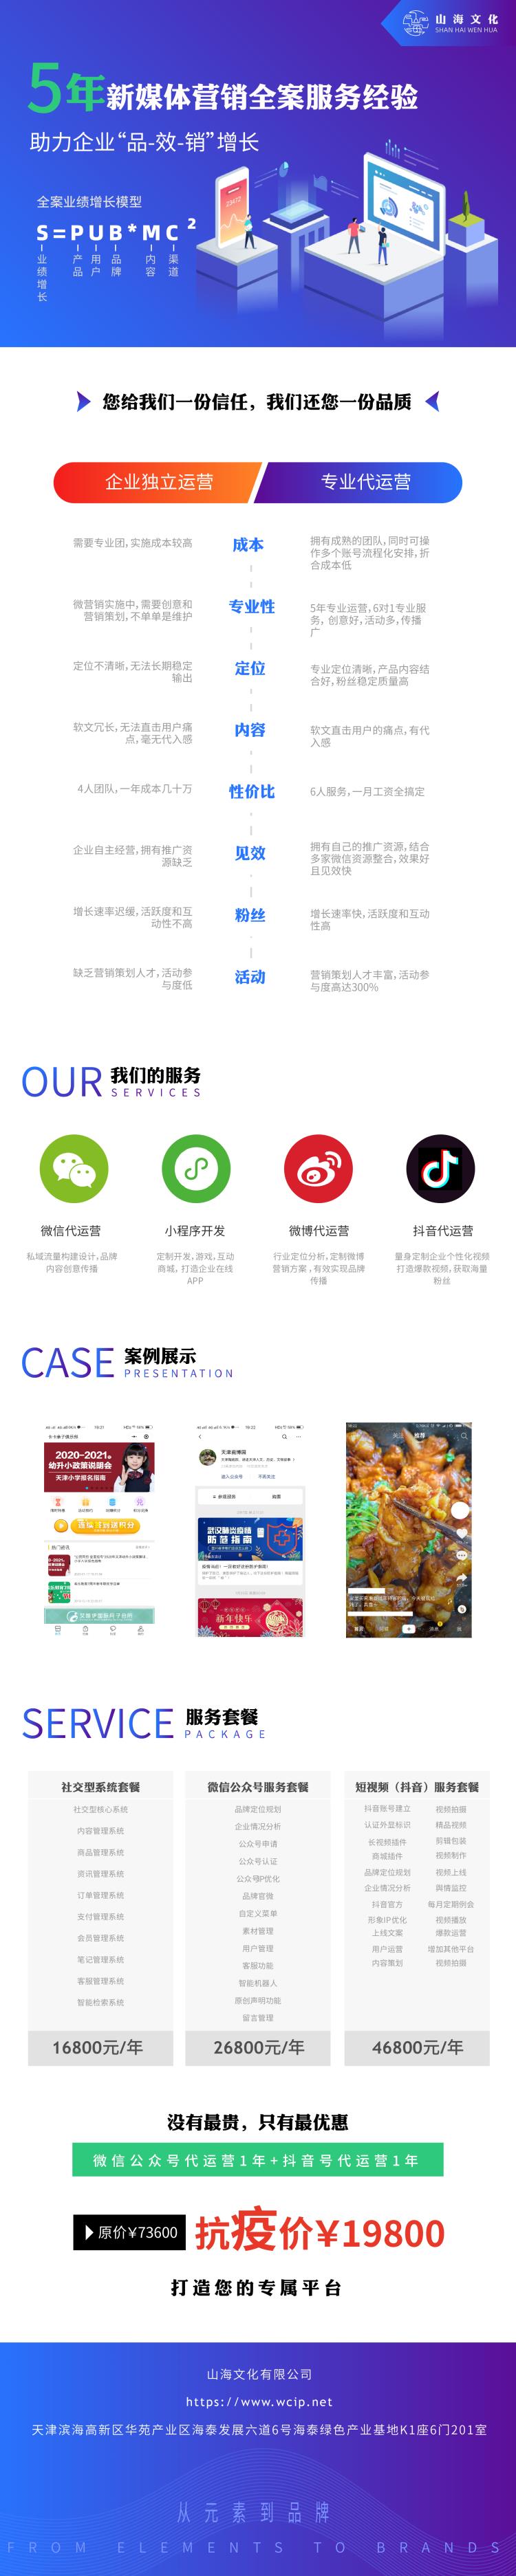 山海文化
SHAN HAI WEN HUA
5年新媒体营销全案服务经验
助力企业“品-效-销”增长
全案业绩增长模型
S=PUB*MC²
业绩增长
产品
用户
品牌
内容
渠道
您给我们一份信任，我们还您一份品质
企业独立运营
专业代运营
需要专业团，实施成本较高
成本
拥有成熟的团队，同时可操
作多个账号流程化安排，折
合成本低
微营销实施中，需要创意和
营销策划，不单单是维护
专业性
5年专业运营，6对1专业服
务，创意好，活动多，传播
广
定位不清晰，无法长期稳定
输出
定位
专业定位清晰，产品内容结
合好，粉丝稳定质量高
软文冗长，无法直击用户痛
点，毫无代入感
内容
软文直击用户的痛点，有代
入感
4人团队，一年成本几十万
性价比
6人服务，一月工资全搞定
企业自主经营，拥有推广资
源缺乏
见效
拥有自己的推广资源，结合
多家微信资源整合，效果好
且见效快
增长速率迟缓，活跃度和互
动性不高
粉丝
增长速率快，活跃度和互动
性高
缺乏营销策划人才，活动参
与度低
活动
营销策划人才丰富，活动参
与度高达300%
OUR 我们的服务
SERVICES
微信代运营
私域流量构建设计，品牌
内容创意传播
小程序开发
定制开发，游戏，互动
商城，打造企业在线
APP
微博代运营
行业定位分析，定制微博
营销方案，有效实现品牌
传播
抖音代运营
量身定制企业个性化视频
打造爆款视频，获取海量
粉丝
CASE 案例展示
PRESENTATION
2020-2021年
幼升小政策说明会
天津小学报名指南
武汉肺炎疫情
防范指南
新年快乐
关注 推荐
SERVICE 服务套餐
PACKAGE
社交型系统套餐
社交型核心系统
内容管理系统
商品管理系统
资讯管理系统
订单管理系统
支付管理系统
会员管理系统
笔记管理系统
客服管理系统
智能检索系统
16800元/年
微信公众号服务套餐
品牌定位规划
企业情况分析
公众号申请
公众号认证
公众号IP优化
品牌官微
自定义菜单
素材管理
用户管理
客服功能
智能机器人
原创声明功能
留言管理
26800元/年
短视频（抖音）服务套餐
抖音账号建立 视频拍摄
认证外显标识 精品视频
长视频插件 剪辑包装
商城插件 视频制作
品牌定位规划 视频上线
企业情况分析 舆情监控
抖音官方 每月定期例会
形象IP优化 视频播放
上线文案 爆款运营
用户运营 增加其他平台
内容策划 视频拍摄
46800元/年
没有最贵，只有最优惠
微信公众号代运营1年+抖音号代运营1年
原价¥73600
抗疫价¥19800
打造您的专属平台
山海文化有限公司
https://www.wcip.net
天津滨海高新区华苑产业区海泰发展六道6号海泰绿色产业基地K1座6门201室
从元素到品牌
FROM ELEMENTS TO BRANDS